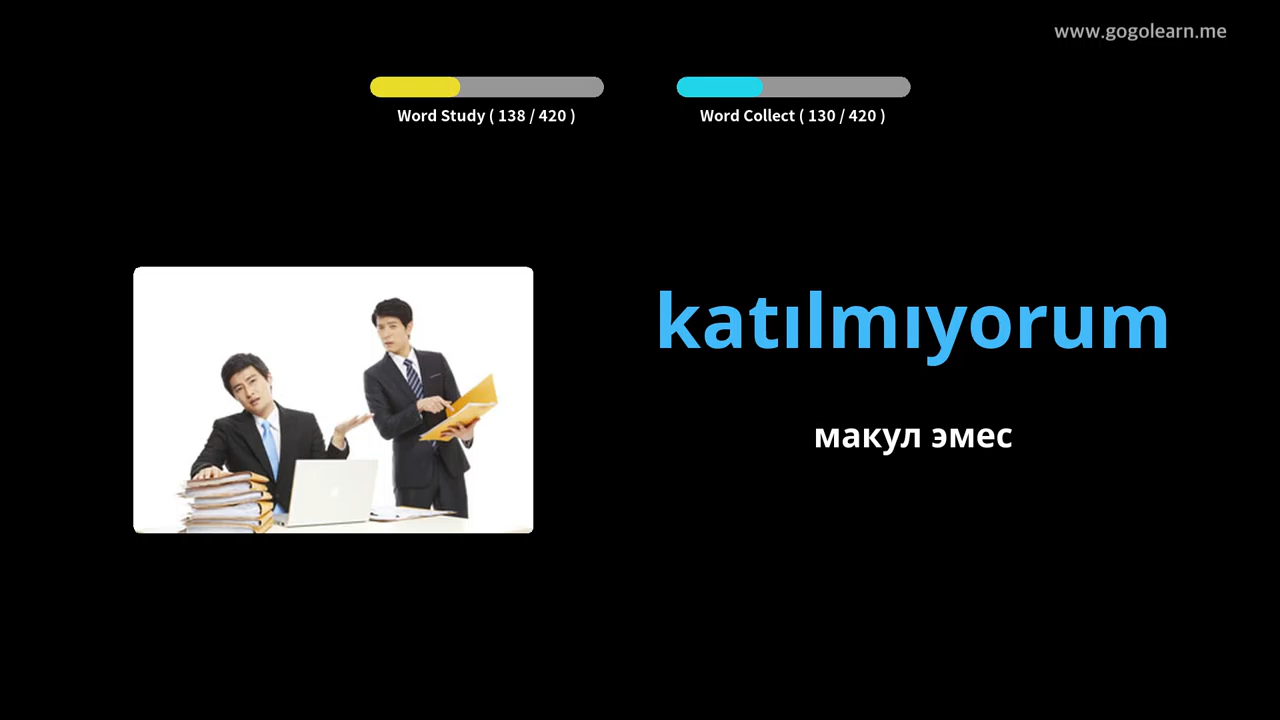 www.gogolearn.me
Word Study ( 138 / 420 )
Word Collect ( 130 / 420 )
katılmıyorum
макул эмес